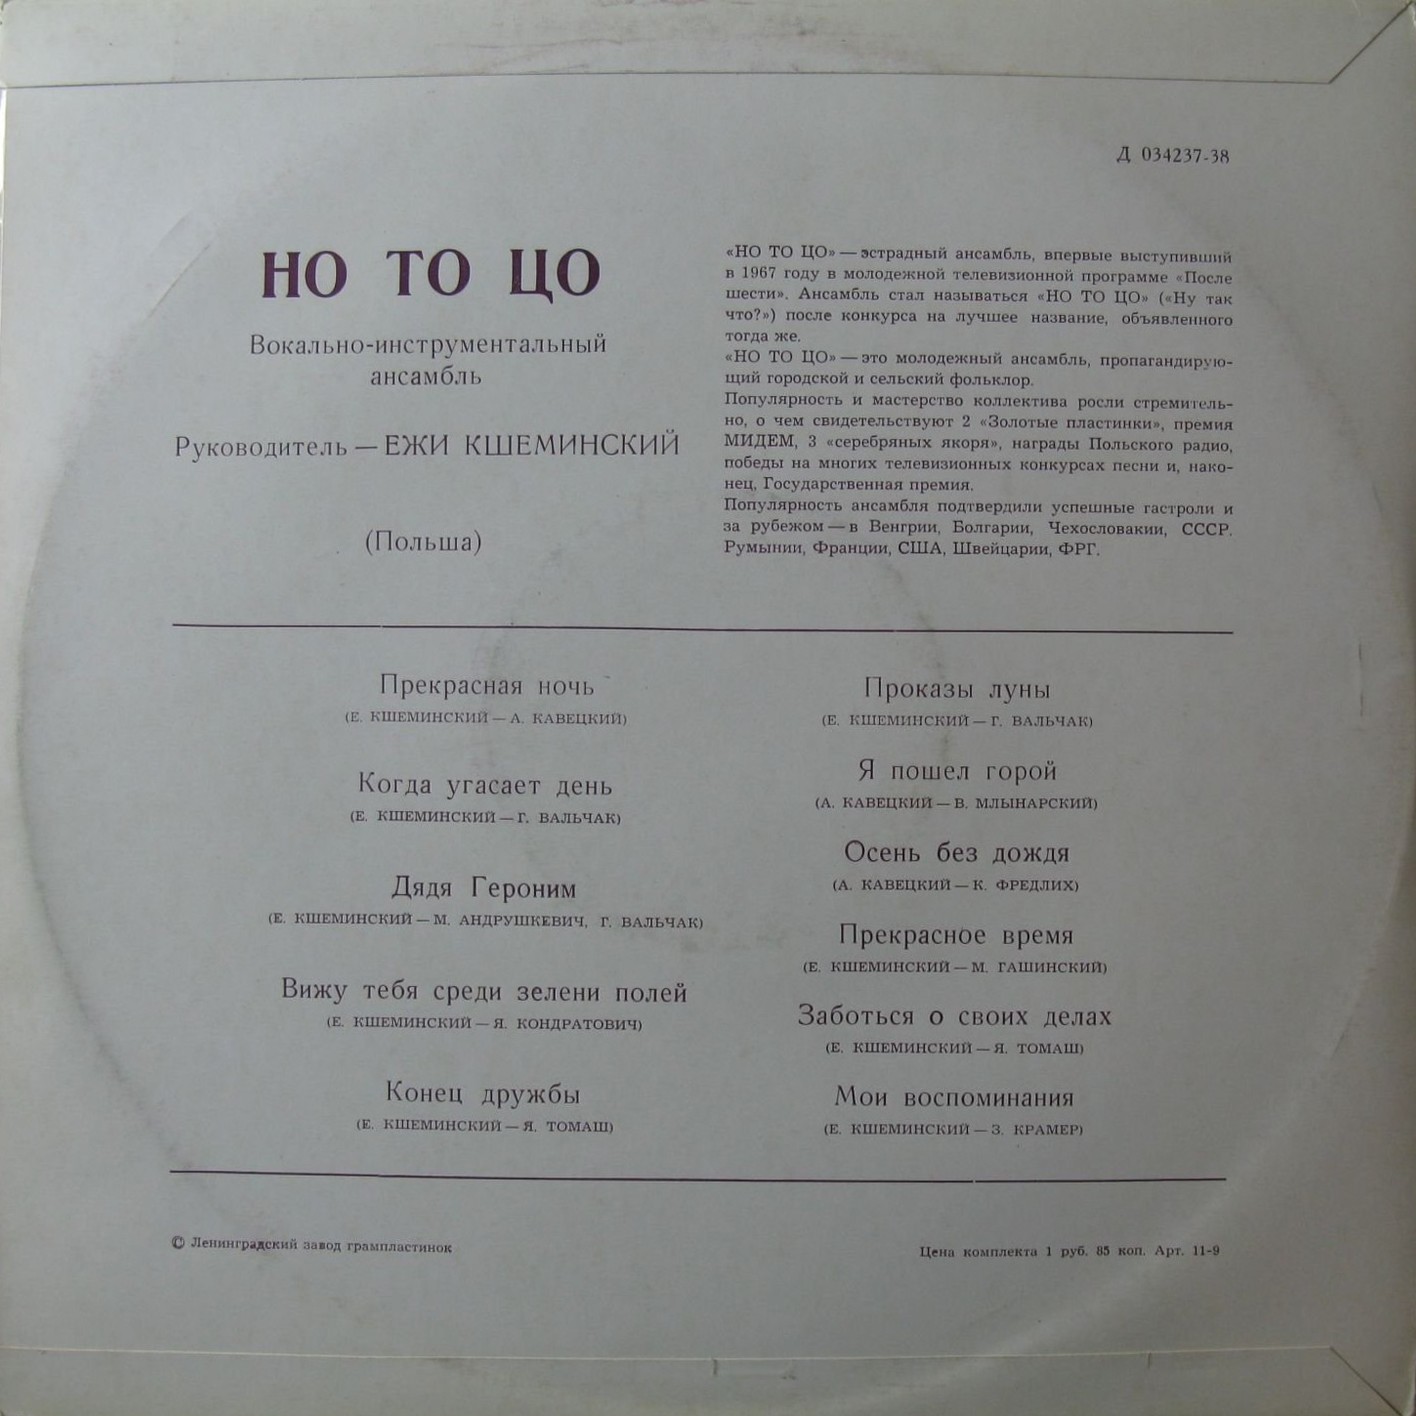 Д 034237-38
НО ТО ЦО
Вокально-инструментальный
ансамбль
Руководитель — ЕЖИ КШЕМИНСКИЙ
(Польша)
«НО ТО ЦО» — эстрадный ансамбль, впервые выступивший
в 1967 году в молодежной телевизионной программе «После
шести». Ансамбль стал называться «НО ТО ЦО» («Ну так
что?») после конкурса на лучшее название, объявленного
тогда же.
«НО ТО ЦО» — это молодежный ансамбль, пропагандирую-
щий городской и сельский фольклор.
Популярность и мастерство коллектива росли стремитель-
но, о чем свидетельствуют 2 «Золотые пластинки», премия
МИДЕМ, 3 «серебряных якоря», награды Польского радио,
победы на многих телевизионных конкурсах песни и, нако-
нец, Государственная премия.
Популярность ансамбля подтвердили успешные гастроли и
за рубежом — в Венгрии, Болгарии, Чехословакии, СССР.
Румынии, Франции, США, Швейцарии, ФРГ.
Прекрасная ночь
(Е. КШЕМИНСКИЙ — А. КАВЕЦКИЙ)
Когда угасает день
(Е. КШЕМИНСКИЙ — Г. ВАЛЬЧАК)
Дядя Героним
(Е. КШЕМИНСКИЙ — М. АНДРУШКЕВИЧ, Г. ВАЛЬЧАК)
Вижу тебя среди зелени полей
(Е. КШЕМИНСКИЙ — Я. КОНДРАТОВИЧ)
Конец дружбы
(Е. КШЕМИНСКИЙ — Я. ТОМАШ)
Проказы луны
(Е. КШЕМИНСКИЙ — Г. ВАЛЬЧАК)
Я пошел горой
(А. КАВЕЦКИЙ — В. МЛЫНАРСКИЙ)
Осень без дождя
(А. КАВЕЦКИЙ — К. ФРЕДЛИХ)
Прекрасное время
(Е. КШЕМИНСКИЙ — М. ГАШИНСКИЙ)
Заботься о своих делах
(Е. КШЕМИНСКИЙ — Я. ТОМАШ)
Мои воспоминания
(Е. КШЕМИНСКИЙ — З. КРАМЕР)
© Ленинградский завод грампластинок
Цена комплекта 1 руб. 85 коп. Арт. 11-9